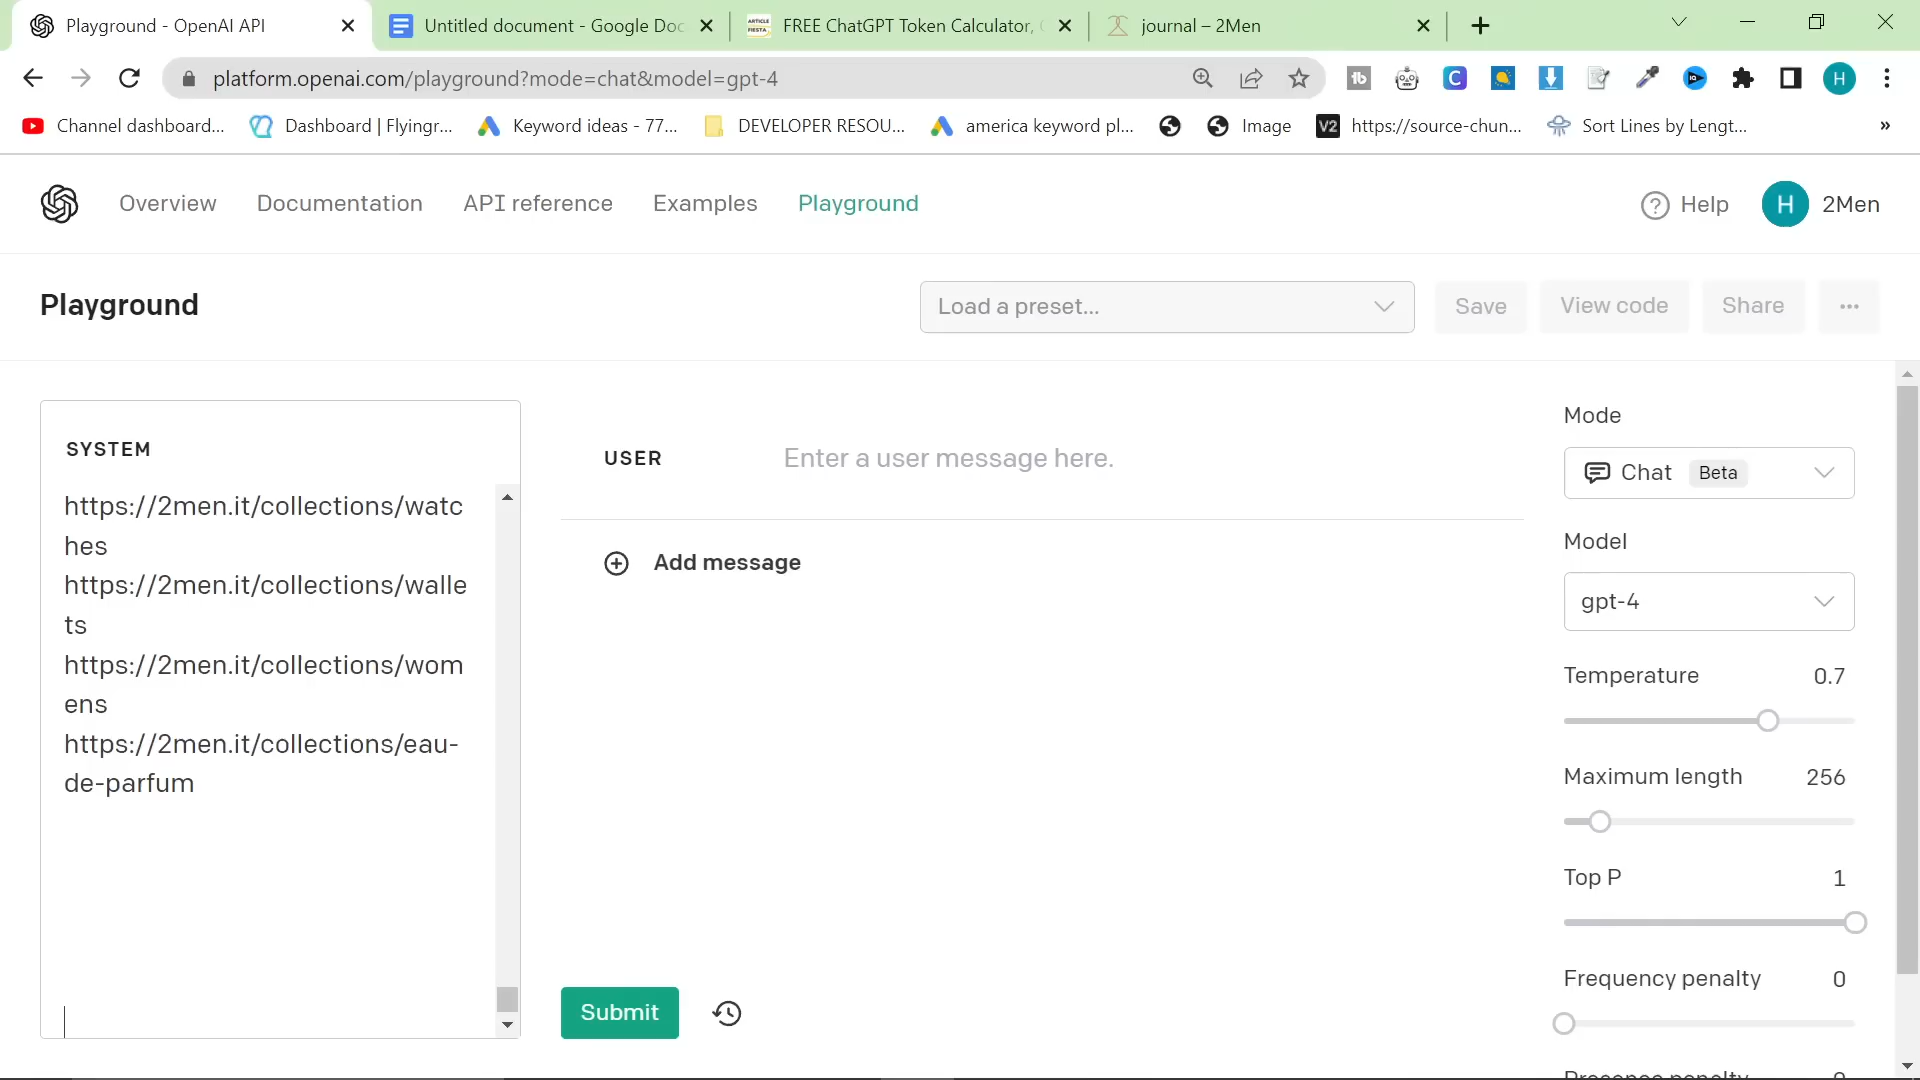 Playground - OpenAI API
Untitled document - Google Doc
FREE ChatGPT Token Calculator,
journal – 2Men
platform.openai.com/playground?mode=chat&model=gpt-4
Channel dashboard...
Dashboard | Flyingr...
Keyword ideas - 77...
DEVELOPER RESOU...
america keyword pl...
Image
V2
https://source-chun...
Sort Lines by Lengt...
»
Overview
Documentation
API reference
Examples
Playground
Help
H
2Men
Playground
Load a preset...
Save
View code
Share
...
SYSTEM
https://2men.it/collections/watc
hes
https://2men.it/collections/walle
ts
https://2men.it/collections/wom
ens
https://2men.it/collections/eau-
de-parfum
USER
Enter a user message here.
Add message
Submit
Mode
Chat Beta
Model
gpt-4
Temperature 0.7
Maximum length 256
Top P 1
Frequency penalty 0